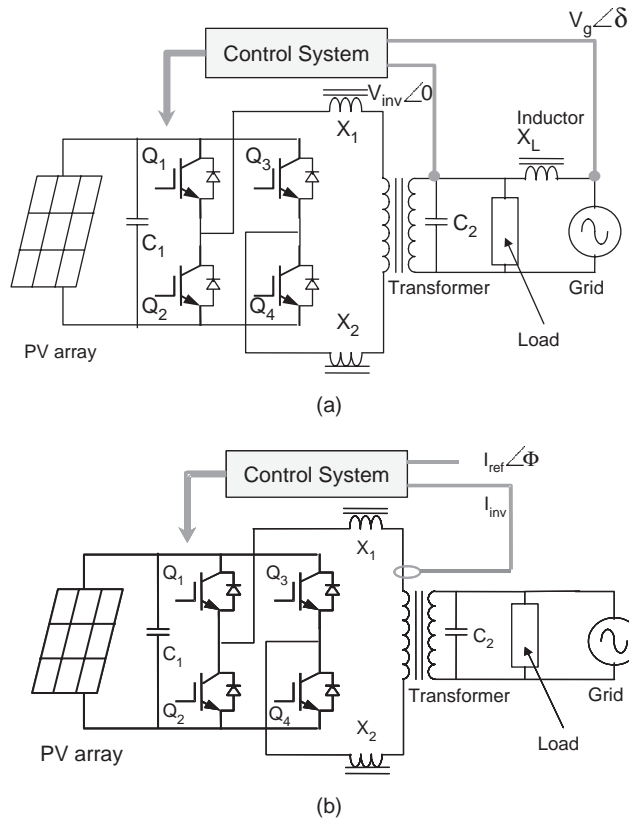 V_g∠δ
Control System
V_inv∠0
Inductor
X_L
X_1
Q_1
Q_3
C_1
C_2
Q_2
Q_4
Transformer
Grid
X_2
Load
PV array
(a)
Control System
I_ref∠Φ
I_inv
X_1
Q_1
Q_3
C_1
C_2
Q_2
Q_4
Transformer
Grid
X_2
Load
PV array
(b)